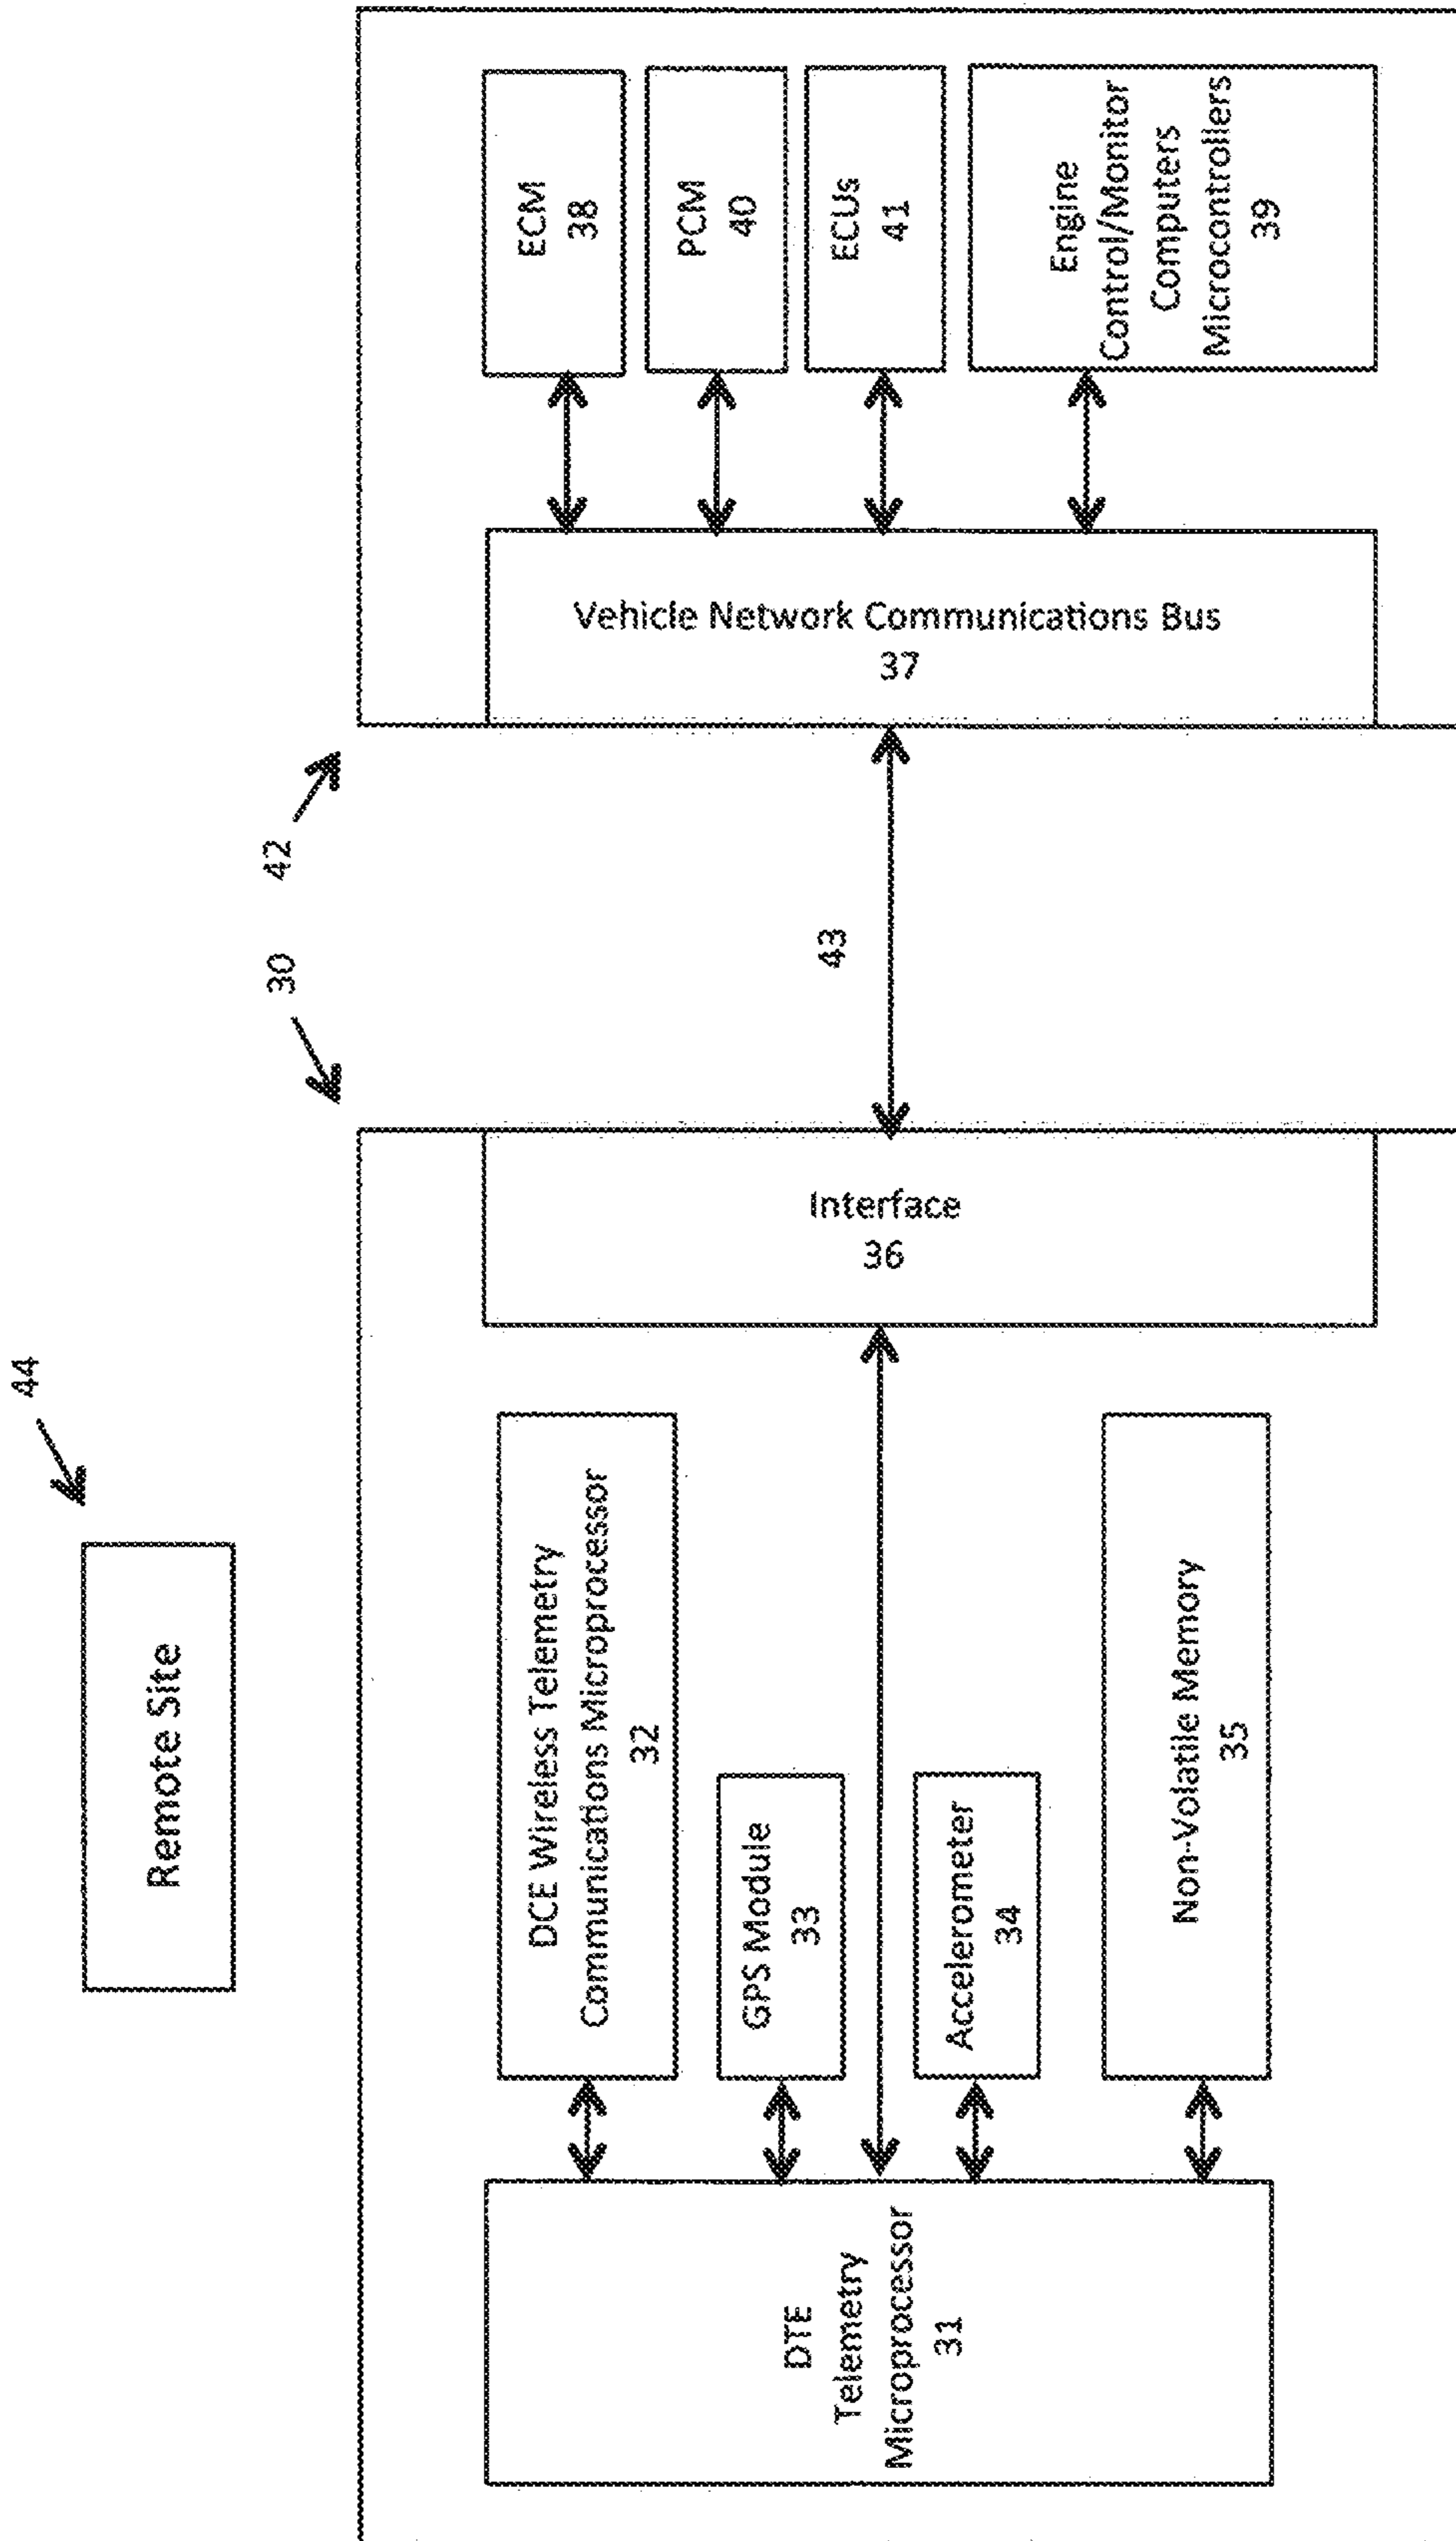 44
Remote Site
30
42
DTE
Telemetry
Microprocessor
31
DCE Wireless Telemetry
Communications Microprocessor
32
GPS Module
33
Accelerometer
34
Non-Volatile Memory
35
Interface
36
43
Vehicle Network Communications Bus
37
ECM
38
PCM
40
ECUs
41
Engine
Control/Monitor
Computers
Microcontrollers
39